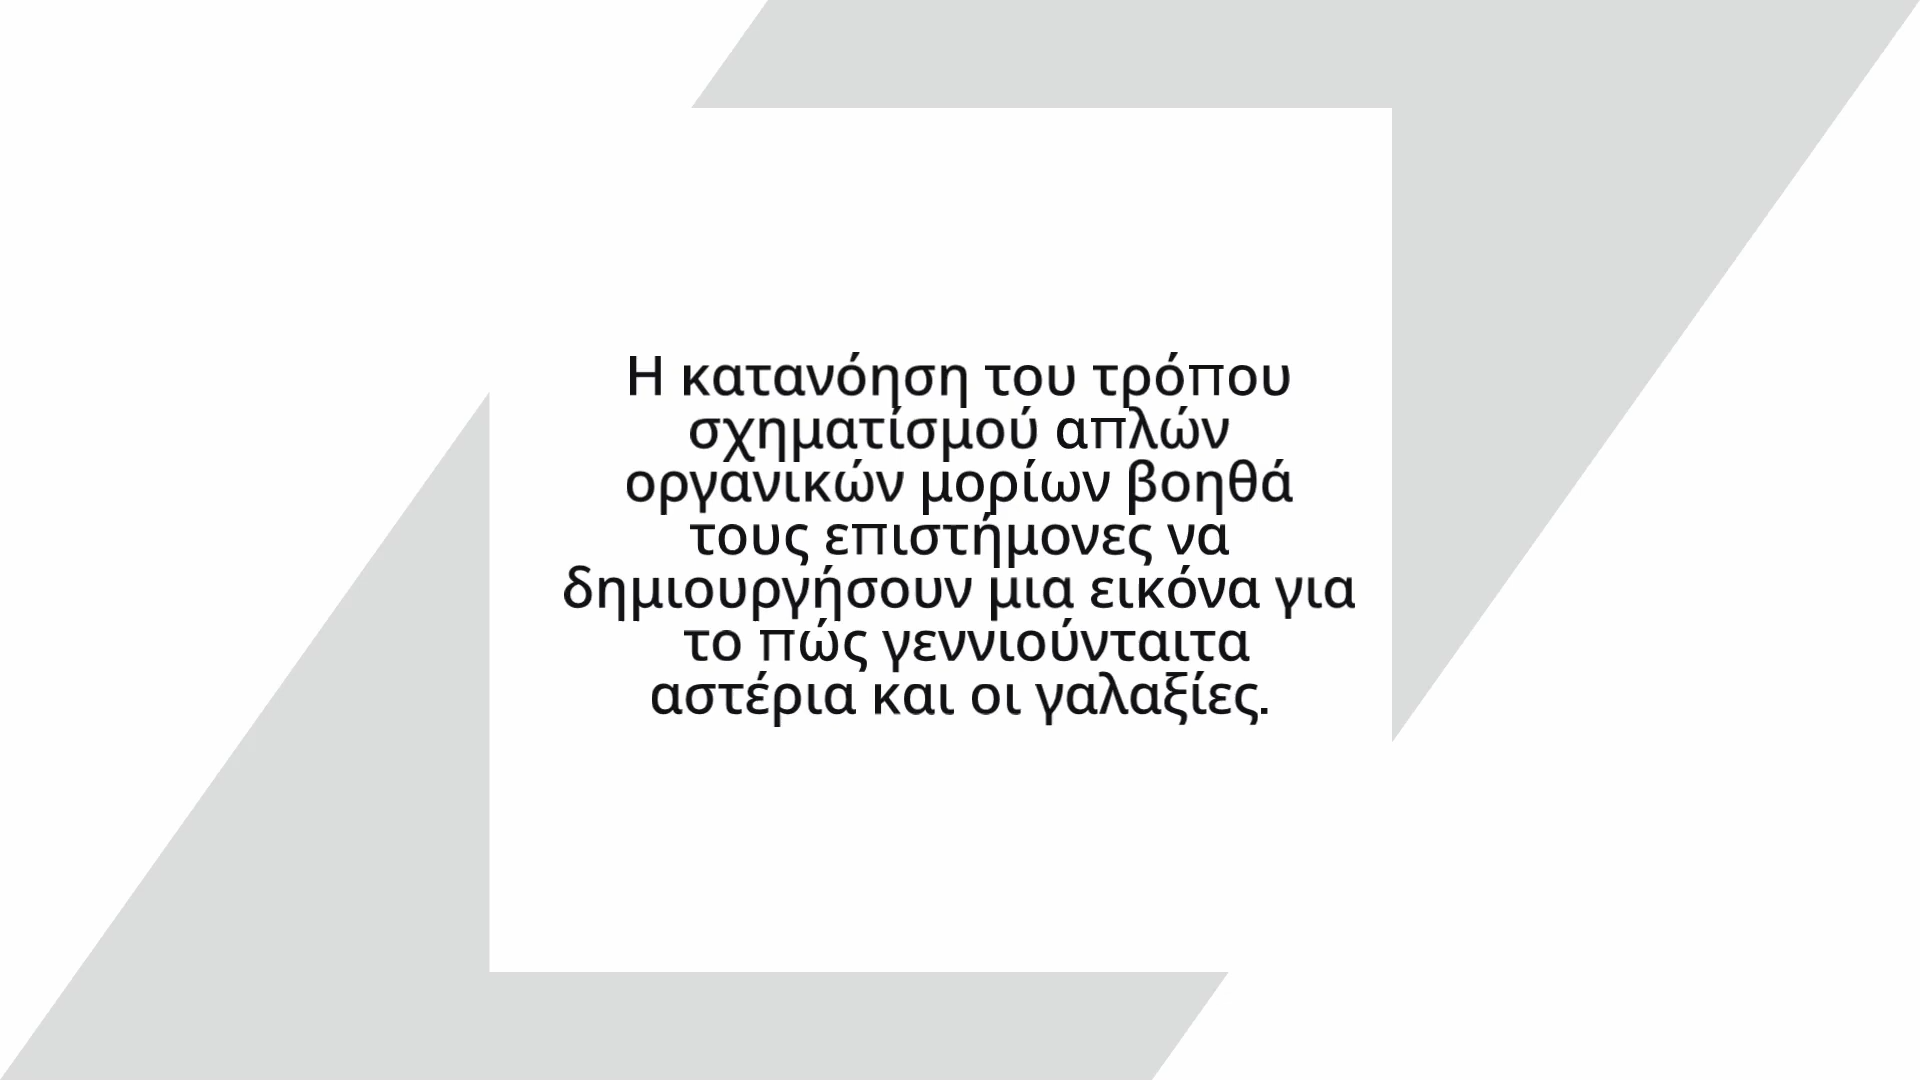 Η κατανόηση του τρόπου
σχηματίσμού απλών
οργανικών μορίων βοηθά
τους επιστήμονες να
δημιουργήσουν μια εικόνα για
το πώς γεννιούνταιτα
αστέρια και οι γαλαξίες.